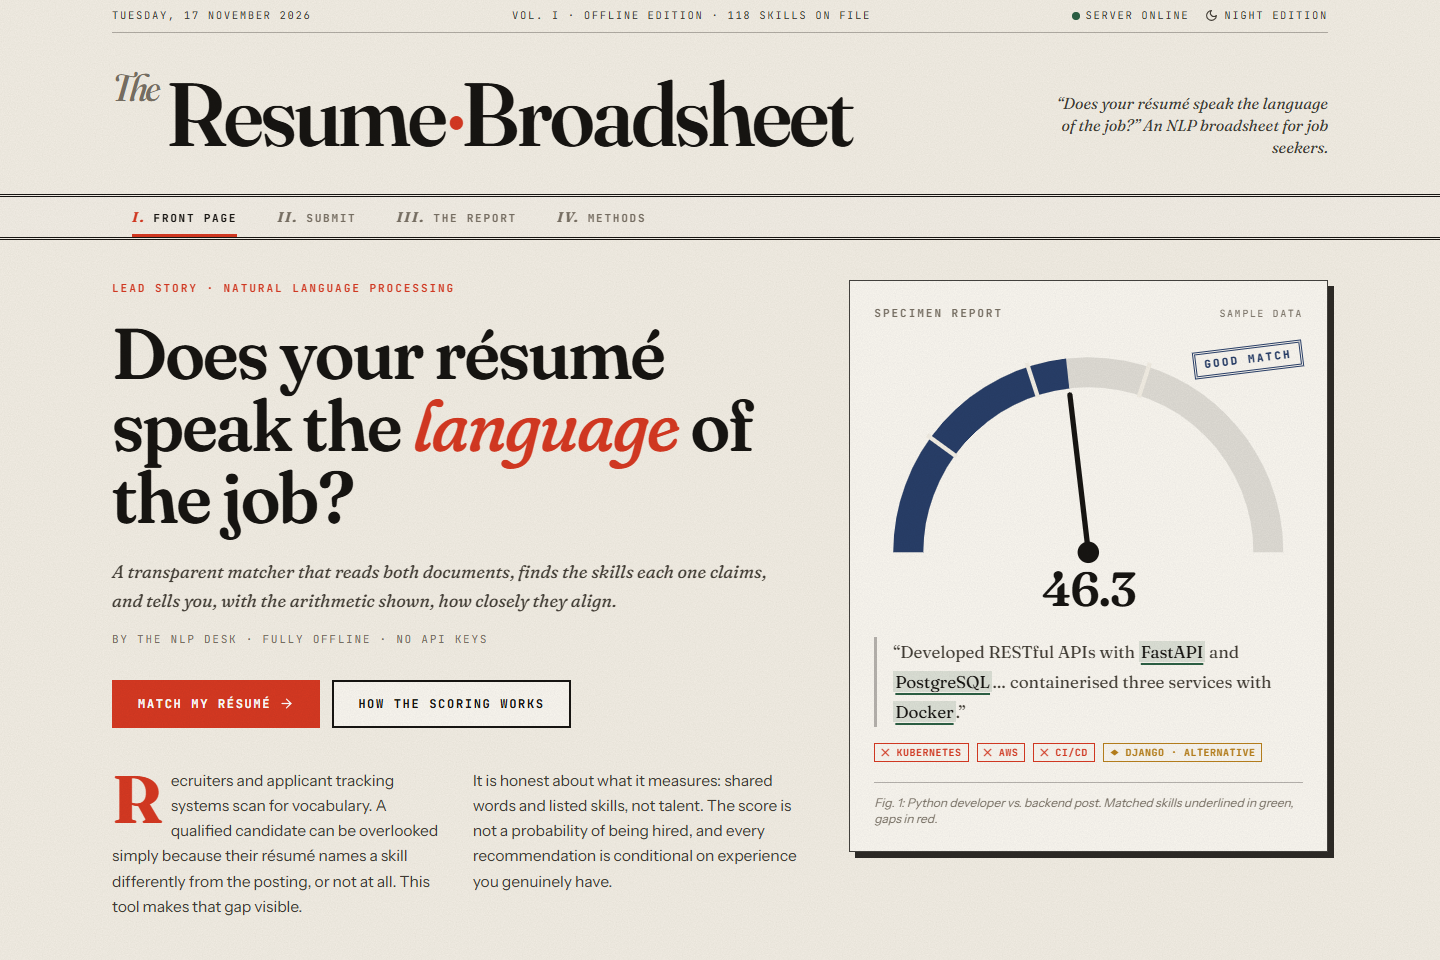 TUESDAY, 17 NOVEMBER 2026
VOL. I · OFFLINE EDITION · 118 SKILLS ON FILE
SERVER ONLINE
NIGHT EDITION
The Resume·Broadsheet
“Does your résumé speak the language
of the job?” An NLP broadsheet for job
seekers.
I. FRONT PAGE
II. SUBMIT
III. THE REPORT
IV. METHODS
LEAD STORY · NATURAL LANGUAGE PROCESSING
Does your résumé
speak the language of
the job?
A transparent matcher that reads both documents, finds the skills each one claims,
and tells you, with the arithmetic shown, how closely they align.
BY THE NLP DESK · FULLY OFFLINE · NO API KEYS
MATCH MY RÉSUMÉ →
HOW THE SCORING WORKS
Recruiters and applicant tracking
systems scan for vocabulary. A
qualified candidate can be overlooked
simply because their résumé names a skill
differently from the posting, or not at all. This
tool makes that gap visible.
It is honest about what it measures: shared
words and listed skills, not talent. The score is
not a probability of being hired, and every
recommendation is conditional on experience
you genuinely have.
SPECIMEN REPORT
SAMPLE DATA
GOOD MATCH
46.3
“Developed RESTful APIs with FastAPI and
PostgreSQL… containerised three services with
Docker.”
× KUBERNETES
× AWS
× CI/CD
◆ DJANGO · ALTERNATIVE
Fig. 1: Python developer vs. backend post. Matched skills underlined in green,
gaps in red.